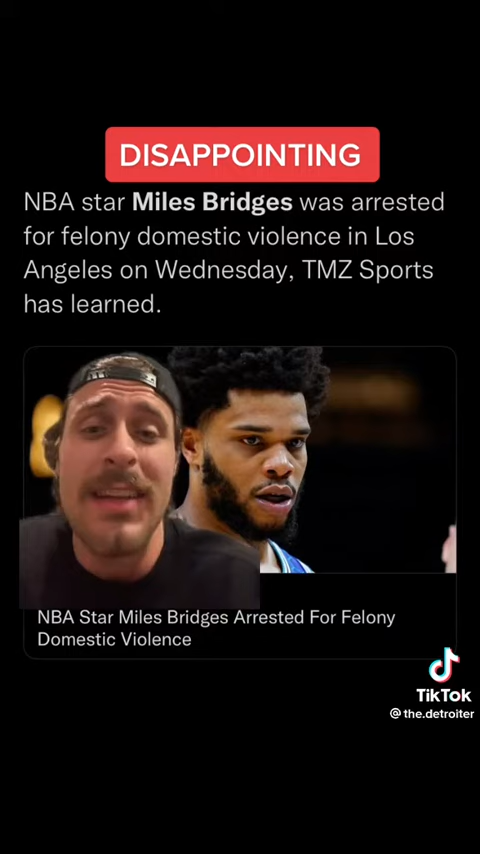 DISAPPOINTING
NBA star Miles Bridges was arrested
for felony domestic violence in Los
Angeles on Wednesday, TMZ Sports
has learned.
NBA Star Miles Bridges Arrested For Felony
Domestic Violence
TikTok
@the.detroiter